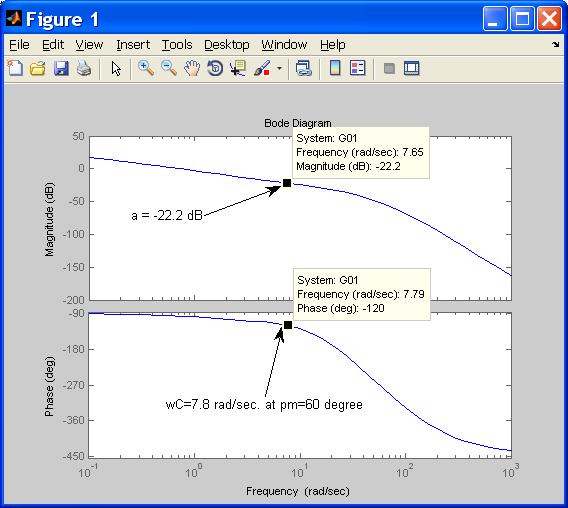 Figure 1
File Edit View Insert Tools Desktop Window Help
Bode Diagram
50
0
-50
-100
-150
-200
Magnitude (dB)
System: G01
Frequency (rad/sec): 7.65
Magnitude (dB): -22.2
a = -22.2 dB
System: G01
Frequency (rad/sec): 7.79
Phase (deg): -120
-90
-180
-270
-360
-450
Phase (deg)
wC=7.8 rad/sec. at pm=60 degree
10^-1 10^0 10^1 10^2 10^3
Frequency (rad/sec)